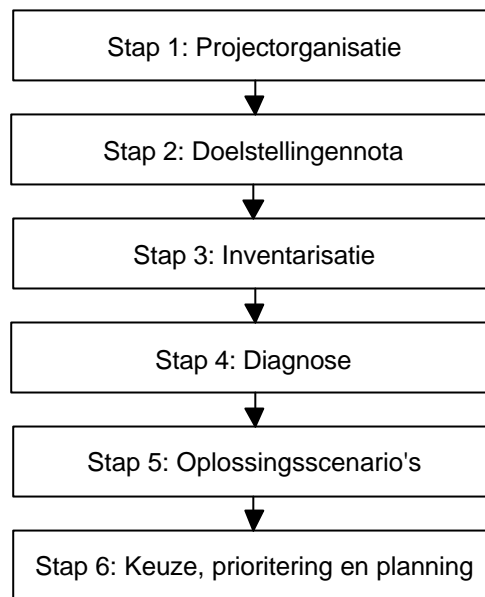 Stap 1: Projectorganisatie
Stap 2: Doelstellingennota
Stap 3: Inventarisatie
Stap 4: Diagnose
Stap 5: Oplossingsscenario's
Stap 6: Keuze, prioritering en planning